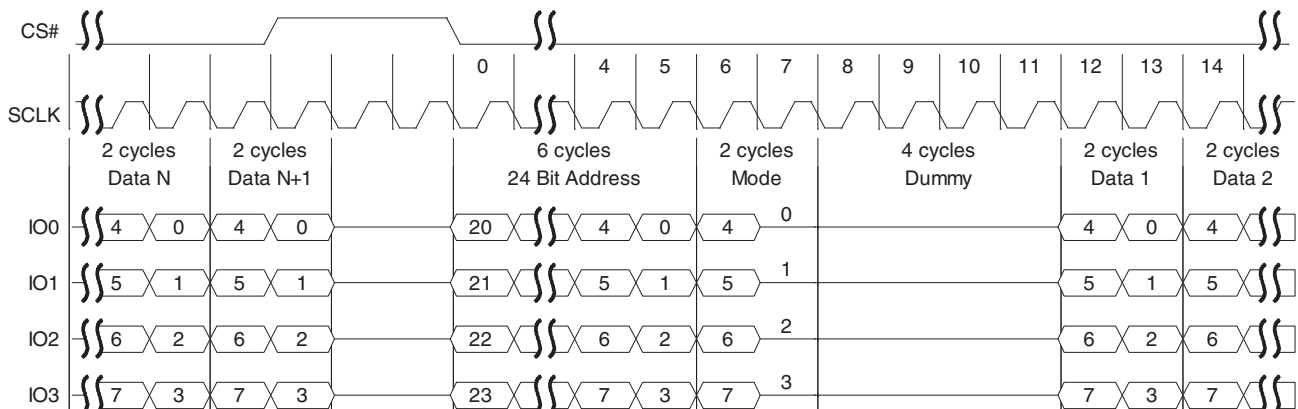 CS#
0 4 5 6 7 8 9 10 11 12 13 14
SCLK
2 cycles 2 cycles 6 cycles 2 cycles 4 cycles 2 cycles 2 cycles
Data N Data N+1 24 Bit Address Mode Dummy Data 1 Data 2
IO0 4 0 4 0 20 4 0 4 0 4 0 4
IO1 5 1 5 1 21 5 1 5 1 5 1 5
IO2 6 2 6 2 22 6 2 6 2 6 2 6
IO3 7 3 7 3 23 7 3 7 3 7 3 7